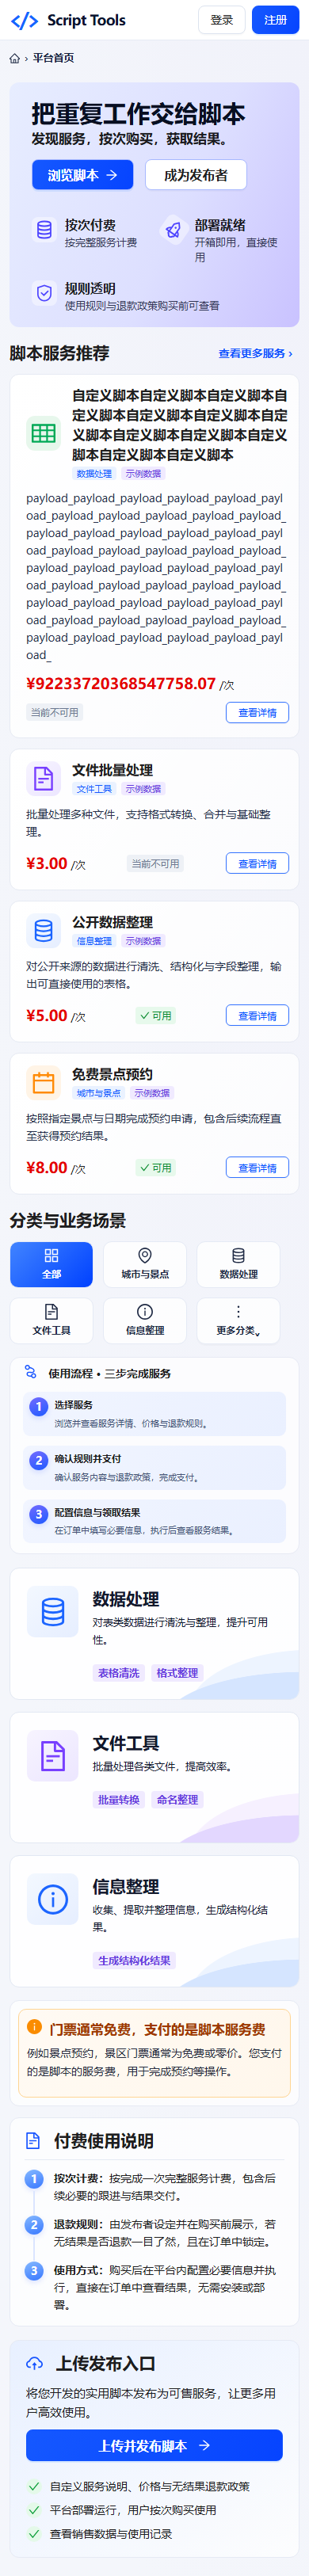 Script Tools
登录
注册
平台首页
把重复工作交给脚本
发现服务，按次购买，获取结果。
浏览脚本 →
成为发布者
按次付费
按完整服务计费
部署就绪
开箱即用，直接使
用
规则透明
使用规则与退款政策购买前可查看
脚本服务推荐
查看更多服务 ›
自定义脚本自定义脚本自定义脚本自
定义脚本自定义脚本自定义脚本自定
义脚本自定义脚本自定义脚本自定义
脚本自定义脚本自定义脚本
数据处理
示例数据
payload_payload_payload_payload_payload_payl
oad_payload_payload_payload_payload_payload_
payload_payload_payload_payload_payload_payl
oad_payload_payload_payload_payload_payload_
payload_payload_payload_payload_payload_payl
oad_payload_payload_payload_payload_payload_
payload_payload_payload_payload_payload_payl
oad_payload_payload_payload_payload_payload_
payload_payload_payload_payload_payload_payl
oad_
¥92233720368547758.07 /次
当前不可用
查看详情
文件批量处理
文件工具
示例数据
批量处理多种文件，支持格式转换、合并与基础整
理。
¥3.00 /次
当前不可用
查看详情
公开数据整理
信息整理
示例数据
对公开来源的数据进行清洗、结构化与字段整理，输
出可直接使用的表格。
¥5.00 /次
✓ 可用
查看详情
免费景点预约
城市与景点
示例数据
按照指定景点与日期完成预约申请，包含后续流程直
至获得预约结果。
¥8.00 /次
✓ 可用
查看详情
分类与业务场景
全部
城市与景点
数据处理
文件工具
信息整理
更多分类
使用流程 • 三步完成服务
1
选择服务
浏览并查看服务详情、价格与退款规则。
2
确认规则并支付
确认服务内容与退款政策，完成支付。
3
配置信息与领取结果
在订单中填写必要信息，执行后查看服务结果。
数据处理
对表类数据进行清洗与整理，提升可用
性。
表格清洗
格式整理
文件工具
批量处理各类文件，提高效率。
批量转换
命名整理
信息整理
收集、提取并整理信息，生成结构化结
果。
生成结构化结果
门票通常免费，支付的是脚本服务费
例如景点预约，景区门票通常为免费或零价。您支付
的是脚本的服务费，用于完成预约等操作。
付费使用说明
1
按次计费：按完成一次完整服务计费，包含后
续必要的跟进与结果交付。
2
退款规则：由发布者设定并在购买前展示，若
无结果是否退款一目了然，且在订单中锁定。
3
使用方式：购买后在平台内配置必要信息并执
行，直接在订单中查看结果，无需安装或部
署。
上传发布入口
将您开发的实用脚本发布为可售服务，让更多用
户高效使用。
上传并发布脚本 →
✓ 自定义服务说明、价格与无结果退款政策
✓ 平台部署运行，用户按次购买使用
✓ 查看销售数据与使用记录